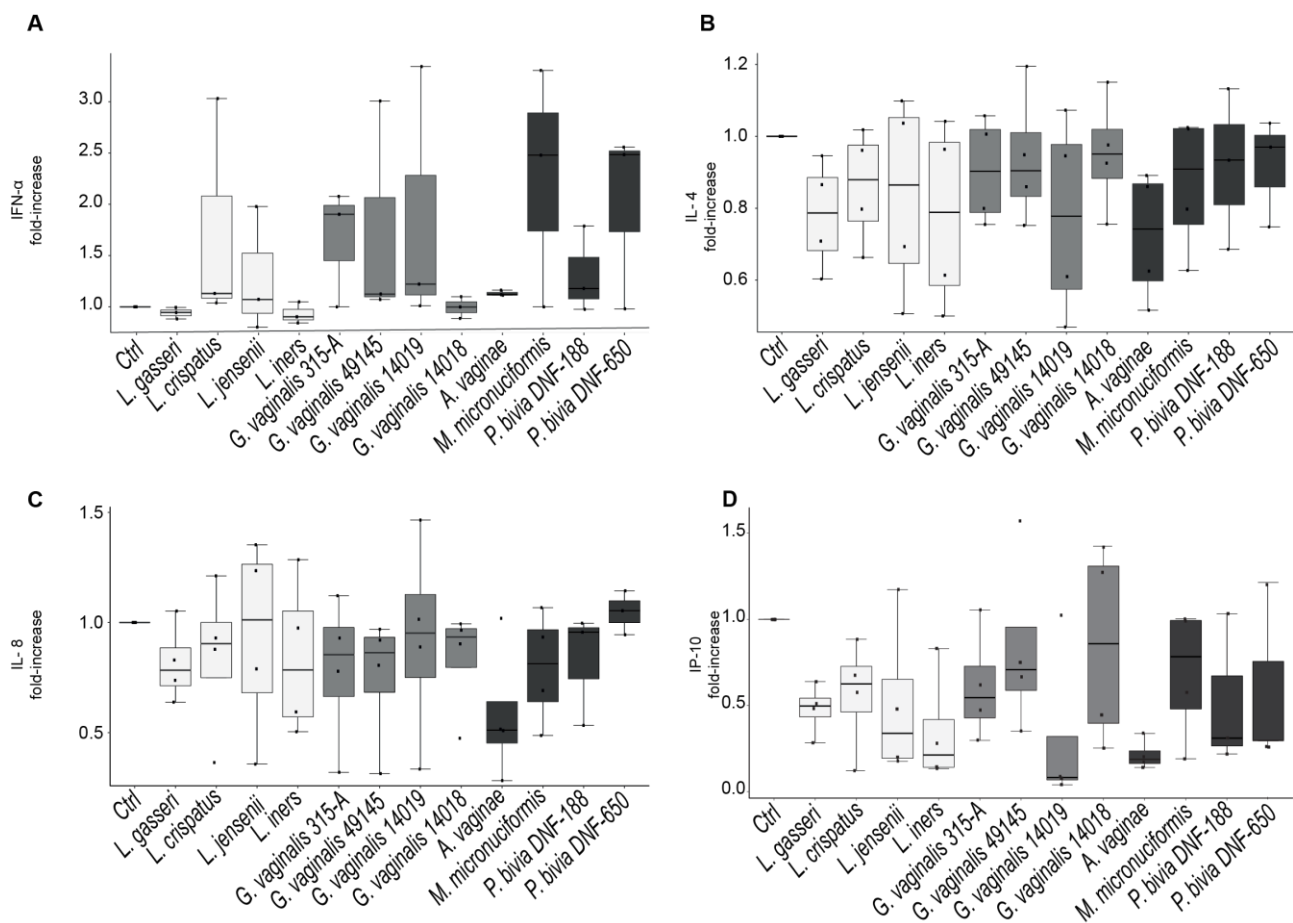 A
IFN-α
fold-increase
3.0
2.5
2.0
1.5
1.0
Ctrl
L. gasseri
L. crispatus
L. jensenii
L. iners
G. vaginalis 315-A
G. vaginalis 49145
G. vaginalis 14019
G. vaginalis 14018
A. vaginae
M. micronuciformis
P. bivia DNF-188
P. bivia DNF-650
B
IL- 4
fold-increase
1.2
1.0
0.8
0.6
Ctrl
L. gasseri
L. crispatus
L. jensenii
L. iners
G. vaginalis 315-A
G. vaginalis 49145
G. vaginalis 14019
G. vaginalis 14018
A. vaginae
M. micronuciformis
P. bivia DNF-188
P. bivia DNF-650
C
IL- 8
fold-increase
1.5
1.0
0.5
Ctrl
L. gasseri
L. crispatus
L. jensenii
L. iners
G. vaginalis 315-A
G. vaginalis 49145
G. vaginalis 14019
G. vaginalis 14018
A. vaginae
M. micronuciformis
P. bivia DNF-188
P. bivia DNF-650
D
IP-10
fold-increase
1.5
1.0
0.5
0.0
Ctrl
L. gasseri
L. crispatus
L. jensenii
L. iners
G. vaginalis 315-A
G. vaginalis 49145
G. vaginalis 14019
G. vaginalis 14018
A. vaginae
M. micronuciformis
P. bivia DNF-188
P. bivia DNF-650